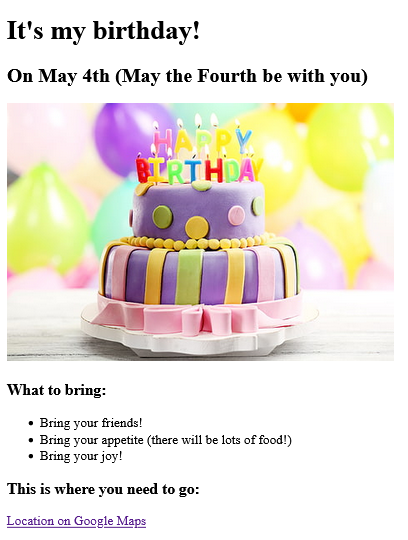 It's my birthday!
On May 4th (May the Fourth be with you)
HAPPY
BIRTHDAY
What to bring:
Bring your friends!
Bring your appetite (there will be lots of food!)
Bring your joy!
This is where you need to go:
Location on Google Maps